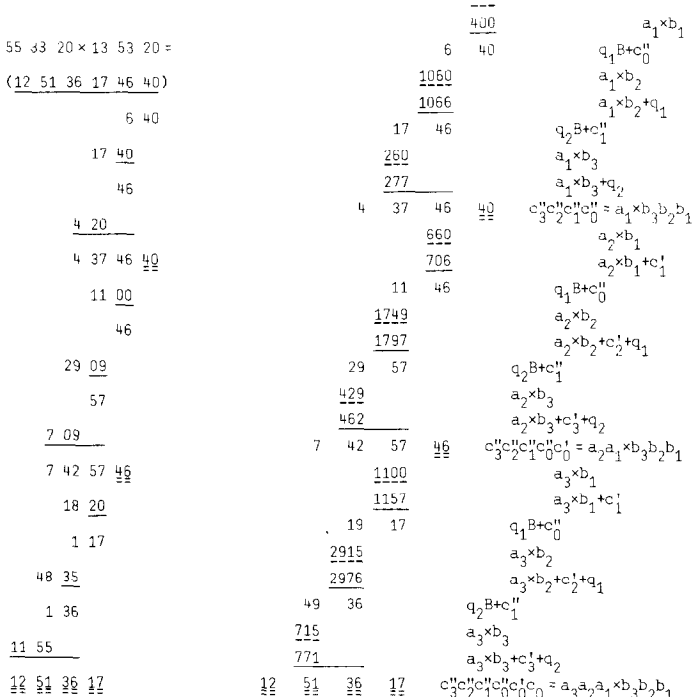 400 a₁×b₁
55 33 20 × 13 53 20 =
6 40 q₁B+c₀"
(12 51 36 17 46 40)
1060 a₁×b₂
1066 a₁×b₂+q₁
6 40
17 46 q₂B+c₁"
17 40
260 a₁×b₃
46
277 a₁×b₃+q₂
4 37 46 40 c₃"c₂"c₁"c₀" = a₁×b₃b₂b₁
4 20
660 a₂×b₁
4 37 46 40
706 a₂×b₁+c₁'
11 46 q₁B+c₀"
11 00
1749 a₂×b₂
46
1797 a₂×b₂+c₂'+q₁
29 09
29 57 q₂B+c₁"
57
429 a₂×b₃
462 a₂×b₃+c₃'+q₂
7 09
7 42 57 46 c₃"c₂"c₁"c₀"c₀' = a₂a₁×b₃b₂b₁
7 42 57 46
1100 a₃×b₁
18 20
1157 a₃×b₁+c₁'
1 17
19 17 q₁B+c₀"
2915 a₃×b₂
48 35
2976 a₃×b₂+c₂'+q₁
1 36
49 36 q₂B+c₁"
715 a₃×b₃
11 55
771 a₃×b₃+c₃'+q₂
12 51 36 17
12 51 36 17 c₃"c₂"c₁"c₀"c₀'c₀ = a₃a₂a₁×b₃b₂b₁